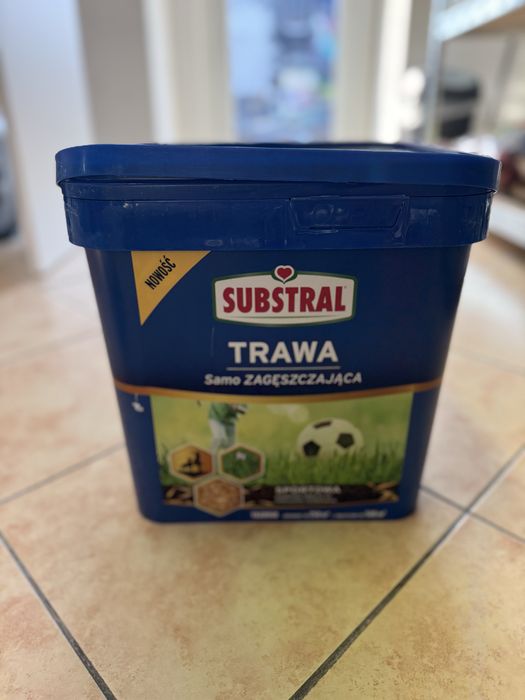 NOWOŚĆ
SUBSTRAL
TRAWA
Samo ZAGĘSZCZAJĄCA
SPORTOWA